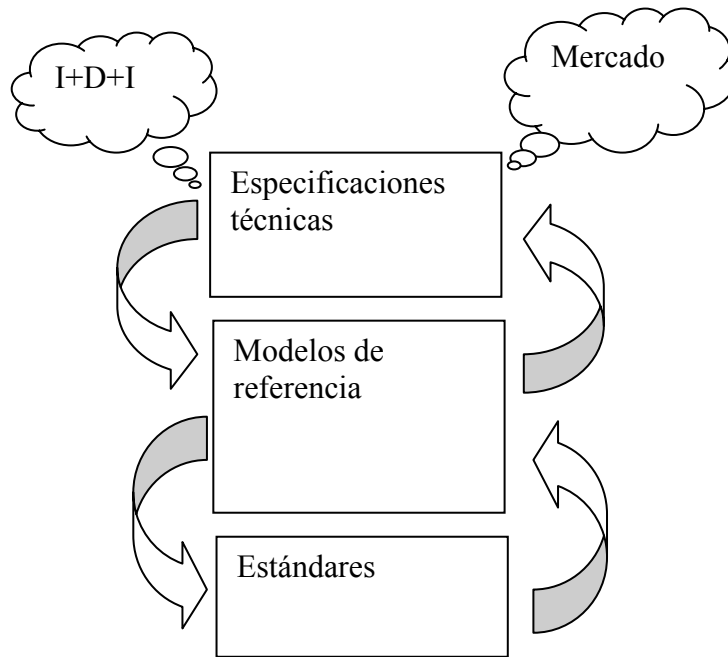 I+D+I
Mercado
Especificaciones
técnicas
Modelos de
referencia
Estándares